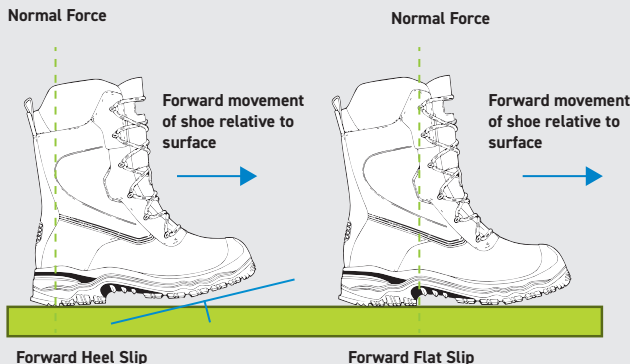 Normal Force
Normal Force
Forward movement
of shoe relative to
surface
Forward movement
of shoe relative to
surface
Forward Heel Slip
Forward Flat Slip